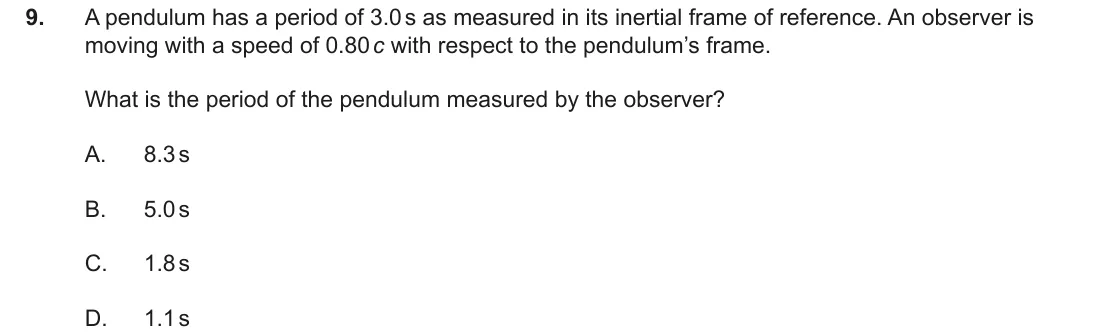 9. A pendulum has a period of 3.0 s as measured in its inertial frame of reference. An observer is
moving with a speed of 0.80 c with respect to the pendulum’s frame.
What is the period of the pendulum measured by the observer?
A. 8.3 s
B. 5.0 s
C. 1.8 s
D. 1.1 s